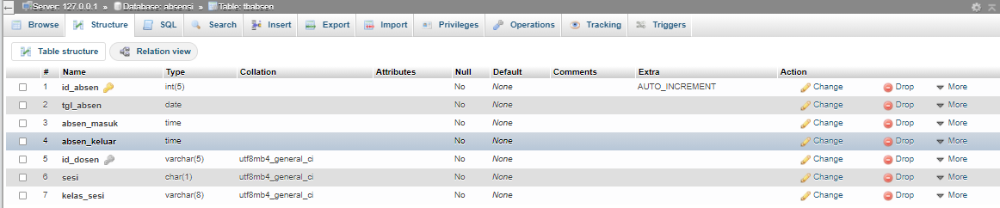 Server: 127.0.0.1 » Database: absensi » Table: tbabsen
Browse Structure SQL Search Insert Export Import Privileges Operations Tracking Triggers
Table structure Relation view
# Name Type Collation Attributes Null Default Comments Extra Action
1 id_absen int(5) No None AUTO_INCREMENT Change Drop More
2 tgl_absen date No None Change Drop More
3 absen_masuk time No None Change Drop More
4 absen_keluar time No None Change Drop More
5 id_dosen varchar(5) utf8mb4_general_ci No None Change Drop More
6 sesi char(1) utf8mb4_general_ci No None Change Drop More
7 kelas_sesi varchar(8) utf8mb4_general_ci No None Change Drop More